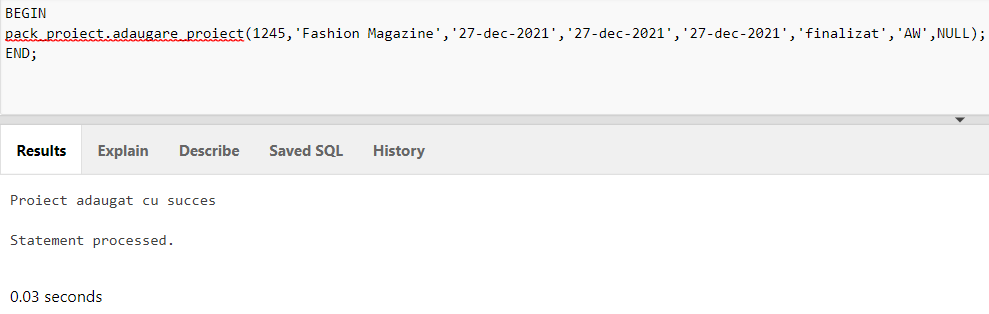 BEGIN
pack_proiect.adaugare_proiect(1245,'Fashion Magazine','27-dec-2021','27-dec-2021','27-dec-2021','finalizat','AW',NULL);
END;
Results Explain Describe Saved SQL History
Proiect adaugat cu succes
Statement processed.
0.03 seconds